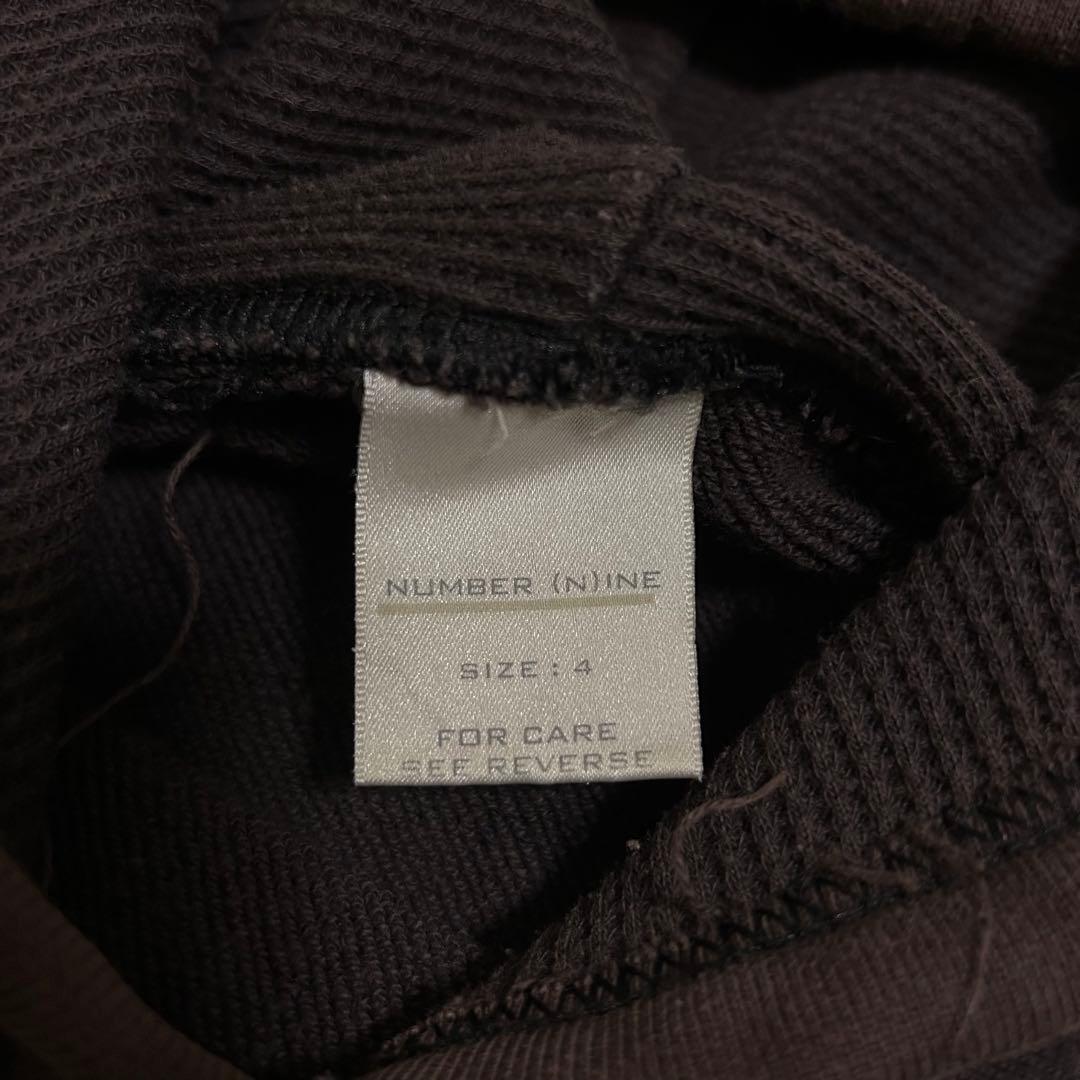 NUMBER (N)INE
SIZE : 4
FOR CARE
SEE REVERSE